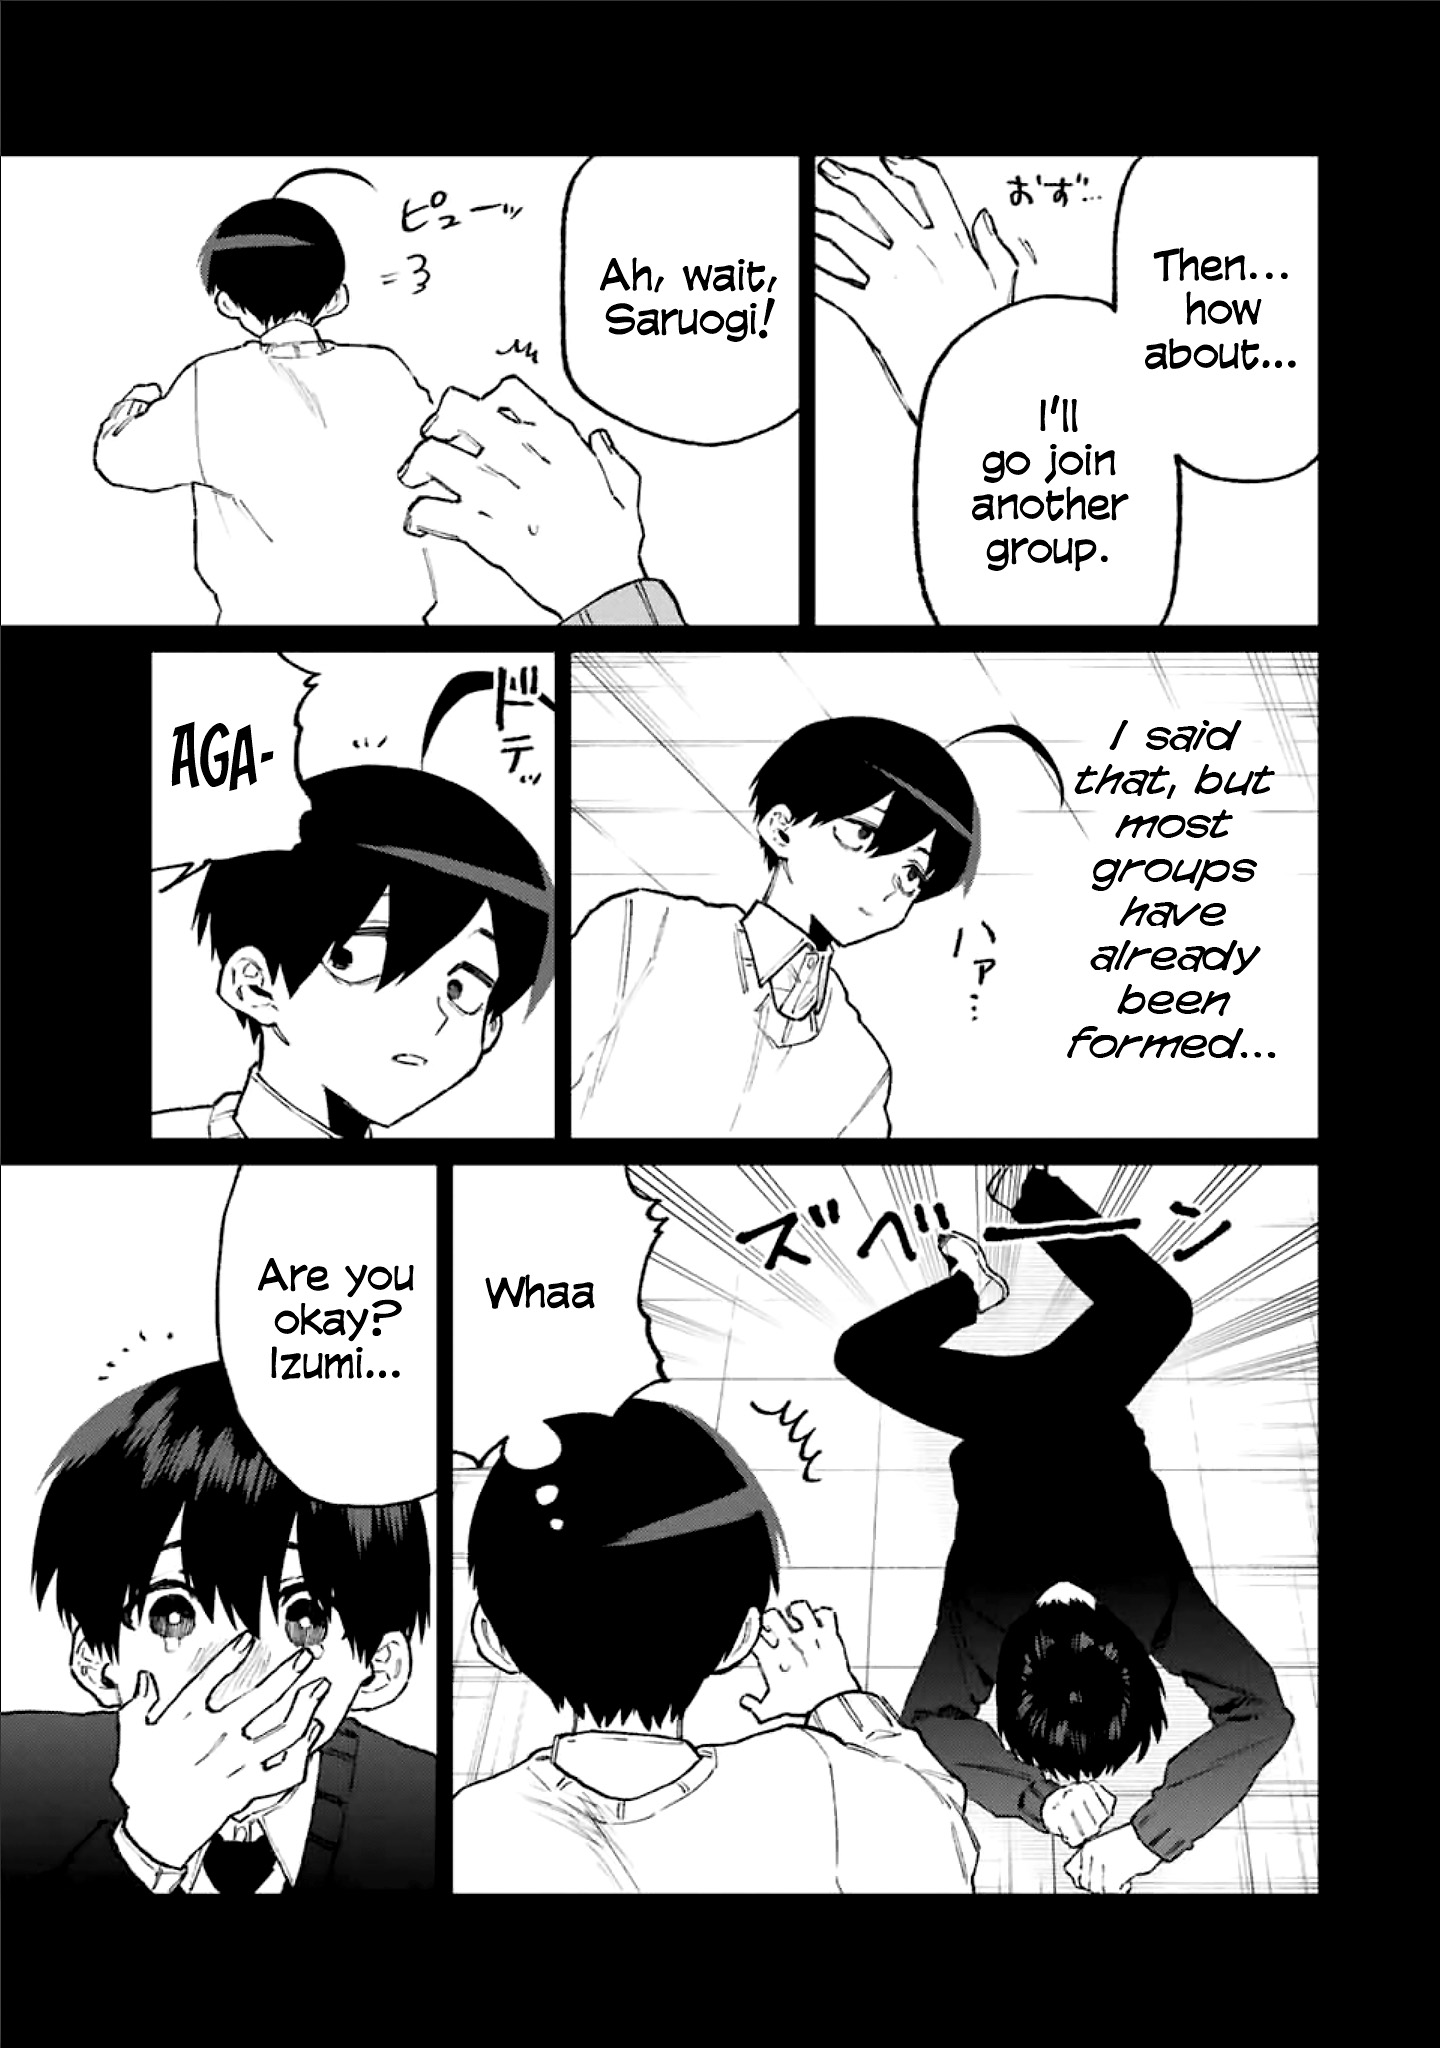 Then...
how
about...
おず゛...
I'll
go join
another
group.
Ah, wait,
Saruogi!
ピューッ
I said
that, but
most
groups
have
already
been
formed...
ハァ...
ドテッ
AGA-
ズベーン
Whaa
Are you
okay?
Izumi...